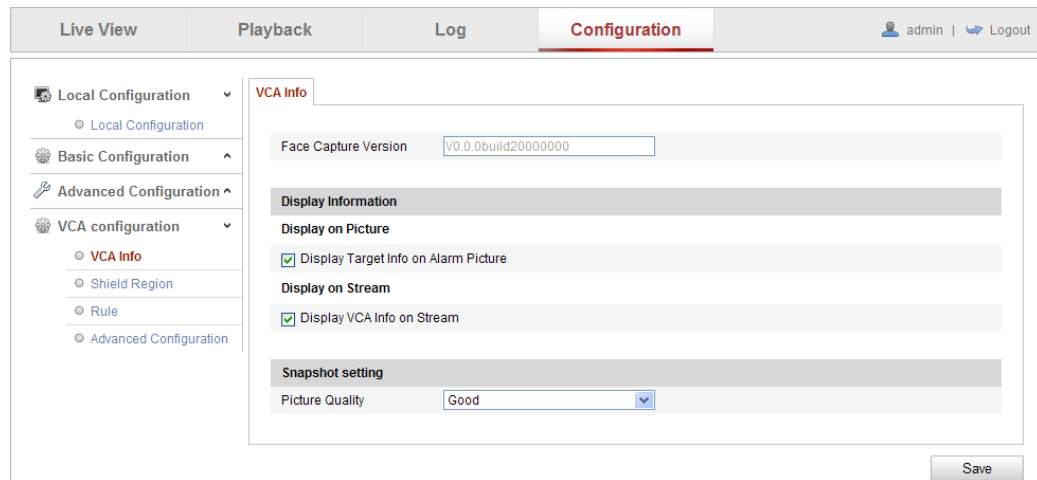 Live View Playback Log Configuration admin | Logout
Local Configuration
Local Configuration
Basic Configuration
Advanced Configuration
VCA configuration
VCA Info
Shield Region
Rule
Advanced Configuration
VCA Info
Face Capture Version V0.0.0build20000000
Display Information
Display on Picture
Display Target Info on Alarm Picture
Display on Stream
Display VCA Info on Stream
Snapshot setting
Picture Quality Good
Save